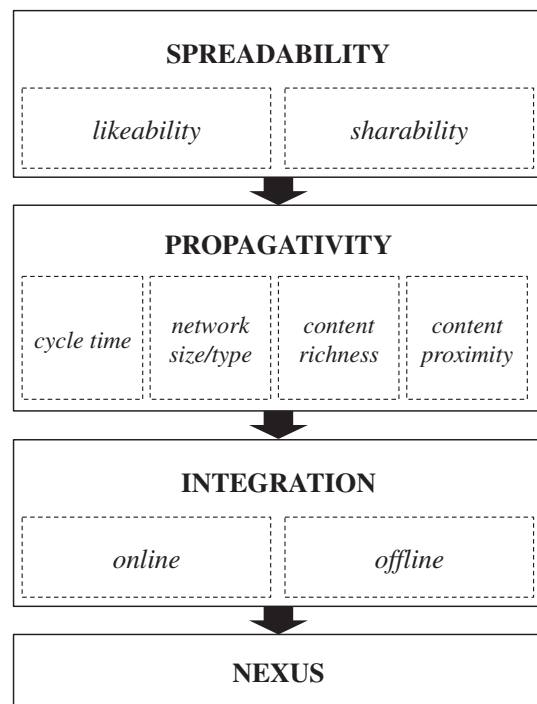 SPREADABILITY
likeability
sharability
PROPAGATIVITY
cycle time
network
size/type
content
richness
content
proximity
INTEGRATION
online
offline
NEXUS